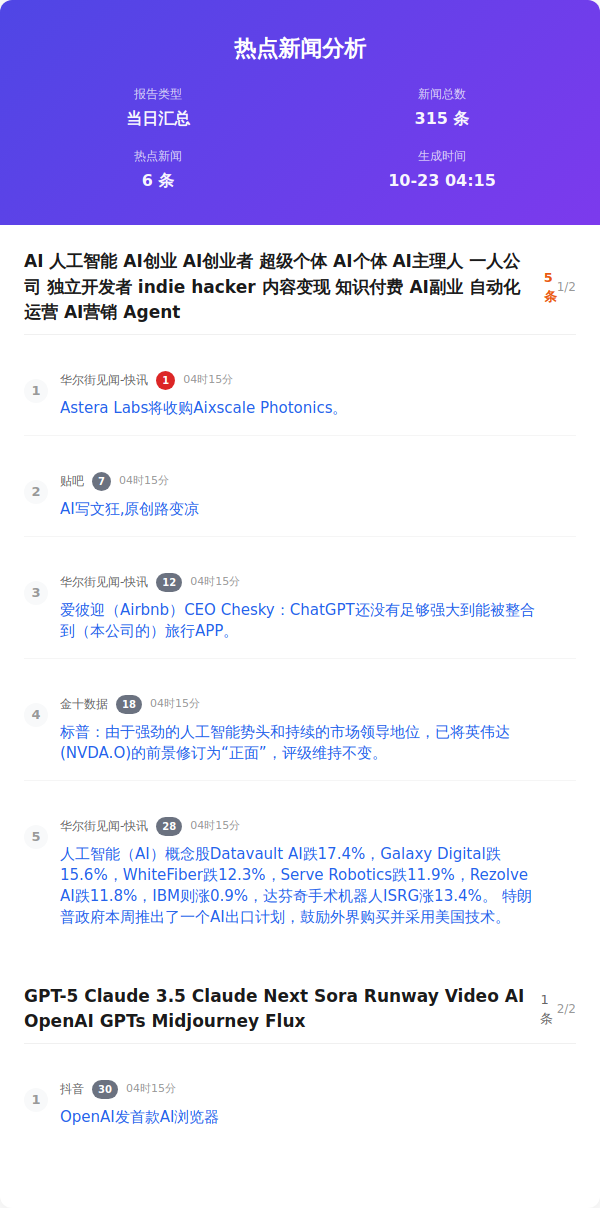 热点新闻分析
报告类型
新闻总数
当日汇总
315 条
热点新闻
生成时间
6 条
10-23 04:15
AI 人工智能 AI创业 AI创业者 超级个体 AI个体 AI主理人 一人公
司 独立开发者 indie hacker 内容变现 知识付费 AI副业 自动化
运营 AI营销 Agent
5
条
1/2
1
华尔街见闻-快讯 1 04时15分
Astera Labs将收购Aixscale Photonics。
2
贴吧 7 04时15分
AI写文狂,原创路变凉
3
华尔街见闻-快讯 12 04时15分
爱彼迎（Airbnb）CEO Chesky：ChatGPT还没有足够强大到能被整合
到（本公司的）旅行APP。
4
金十数据 18 04时15分
标普：由于强劲的人工智能势头和持续的市场领导地位，已将英伟达
(NVDA.O)的前景修订为“正面”，评级维持不变。
5
华尔街见闻-快讯 28 04时15分
人工智能（AI）概念股Datavault AI跌17.4%，Galaxy Digital跌
15.6%，WhiteFiber跌12.3%，Serve Robotics跌11.9%，Rezolve
AI跌11.8%，IBM则涨0.9%，达芬奇手术机器人ISRG涨13.4%。 特朗
普政府本周推出了一个AI出口计划，鼓励外界购买并采用美国技术。
GPT-5 Claude 3.5 Claude Next Sora Runway Video AI
OpenAI GPTs Midjourney Flux
1
条
2/2
1
抖音 30 04时15分
OpenAI发首款AI浏览器